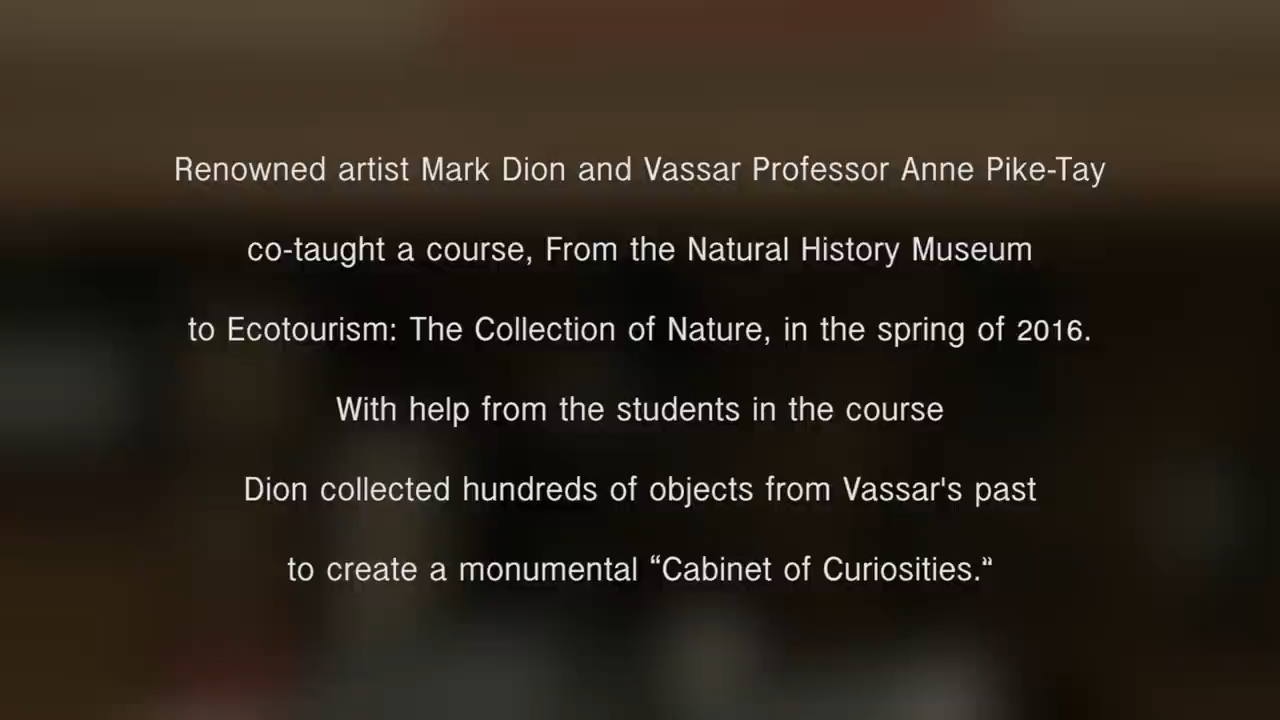 Renowned artist Mark Dion and Vassar Professor Anne Pike-Tay
co-taught a course, From the Natural History Museum
to Ecotourism: The Collection of Nature, in the spring of 2016.
With help from the students in the course
Dion collected hundreds of objects from Vassar's past
to create a monumental “Cabinet of Curiosities.”